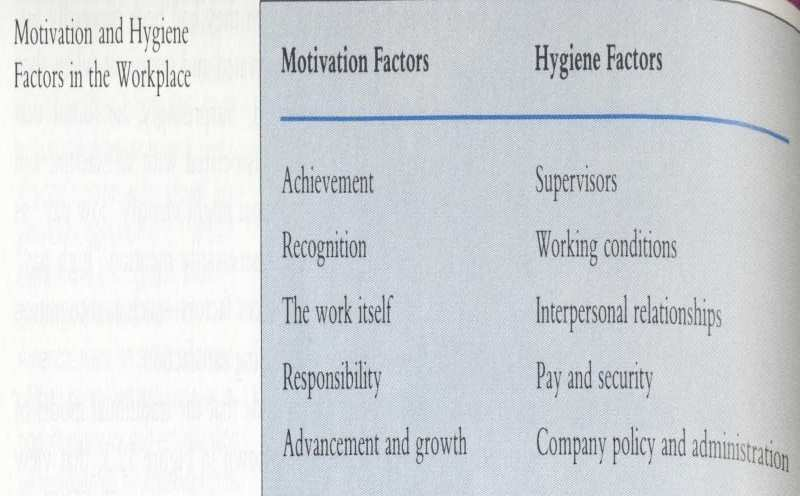 Motivation and Hygiene
Factors in the Workplace
Motivation Factors Hygiene Factors
Achievement Supervisors
Recognition Working conditions
The work itself Interpersonal relationships
Responsibility Pay and security
Advancement and growth Company policy and administration